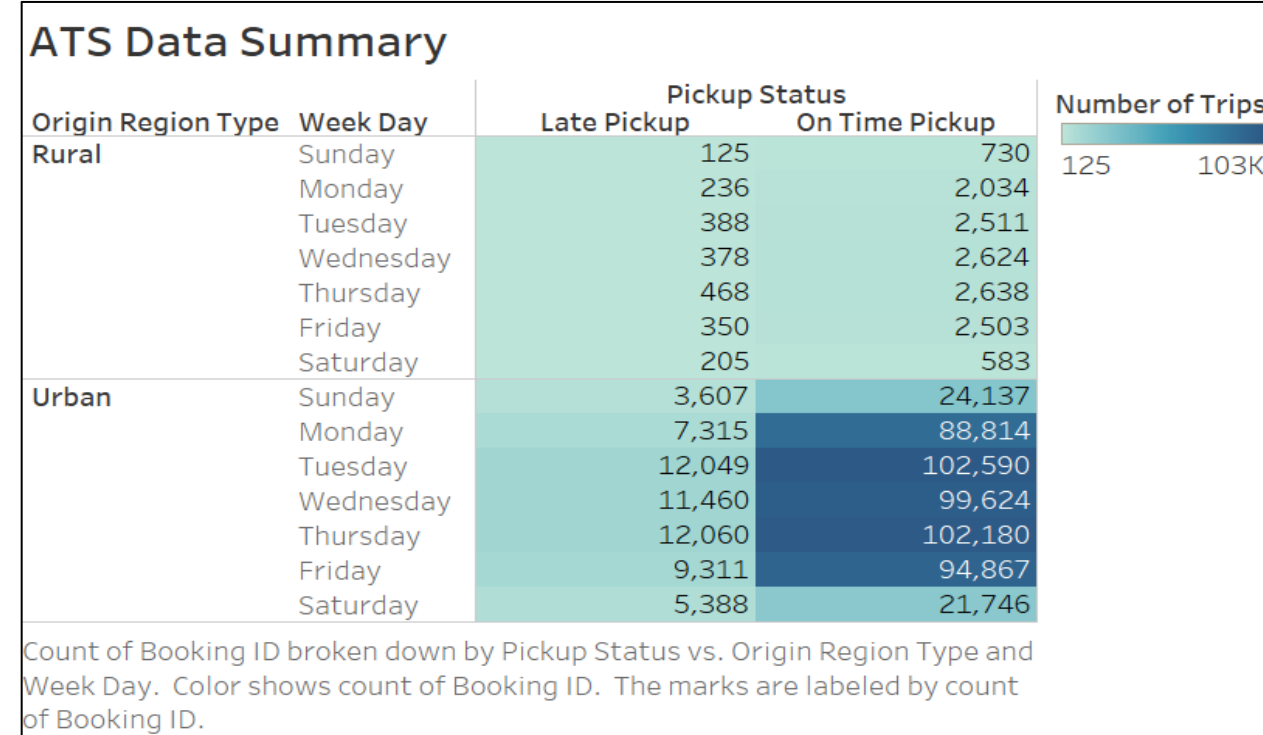 ATS Data Summary
Pickup Status
Origin Region Type Week Day Late Pickup On Time Pickup
Number of Trips
125 103K
Rural Sunday 125 730
Monday 236 2,034
Tuesday 388 2,511
Wednesday 378 2,624
Thursday 468 2,638
Friday 350 2,503
Saturday 205 583
Urban Sunday 3,607 24,137
Monday 7,315 88,814
Tuesday 12,049 102,590
Wednesday 11,460 99,624
Thursday 12,060 102,180
Friday 9,311 94,867
Saturday 5,388 21,746
Count of Booking ID broken down by Pickup Status vs. Origin Region Type and
Week Day. Color shows count of Booking ID. The marks are labeled by count
of Booking ID.